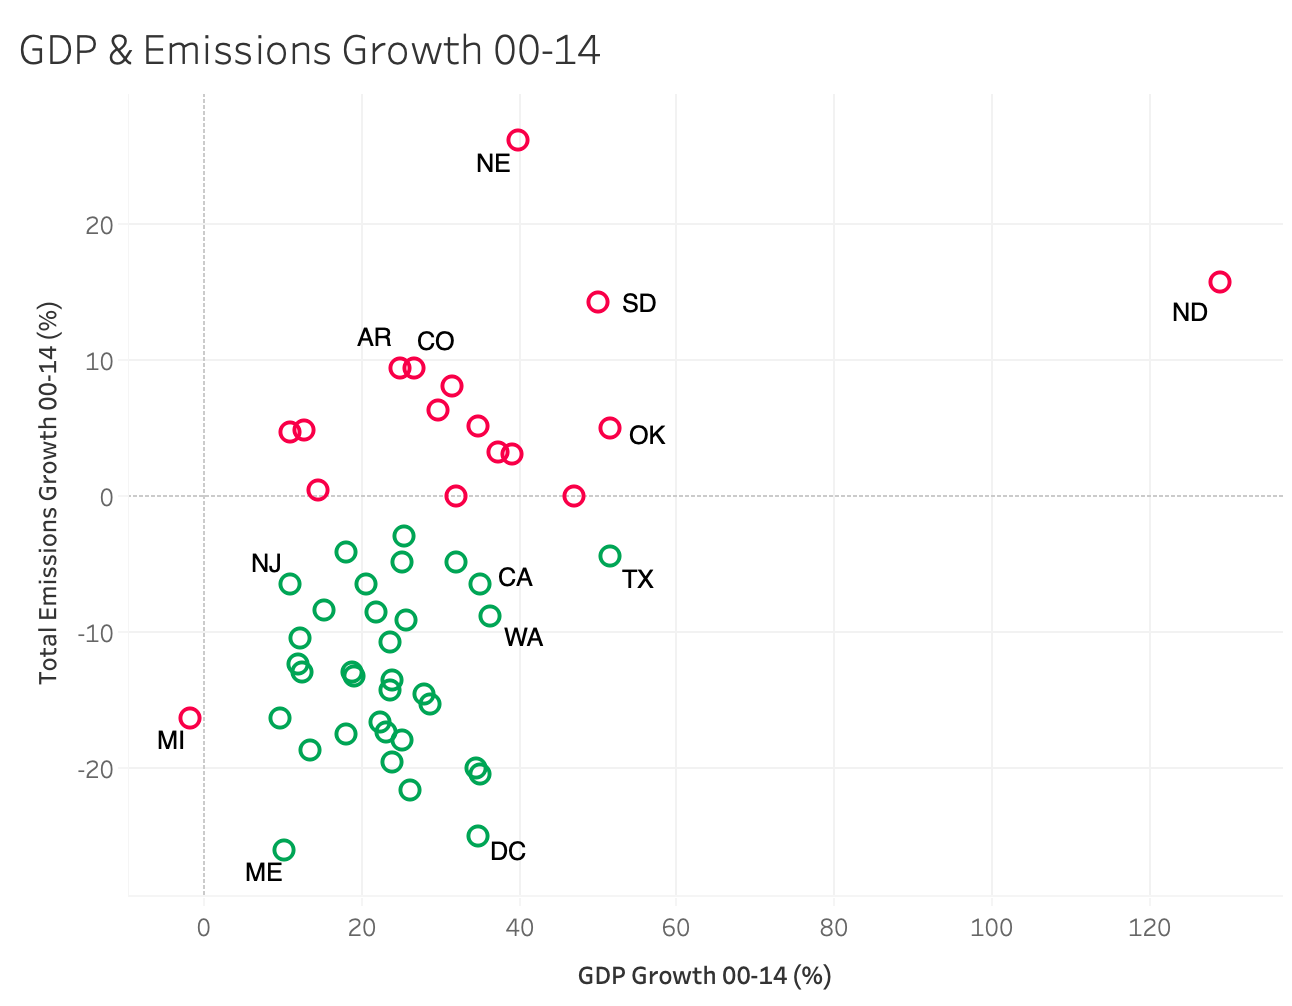 GDP & Emissions Growth 00-14
NE
20
SD
ND
AR
CO
10
OK
0
NJ
CA
TX
-10
WA
MI
-20
DC
ME
0 20 40 60 80 100 120
GDP Growth 00-14 (%)
Total Emissions Growth 00-14 (%)